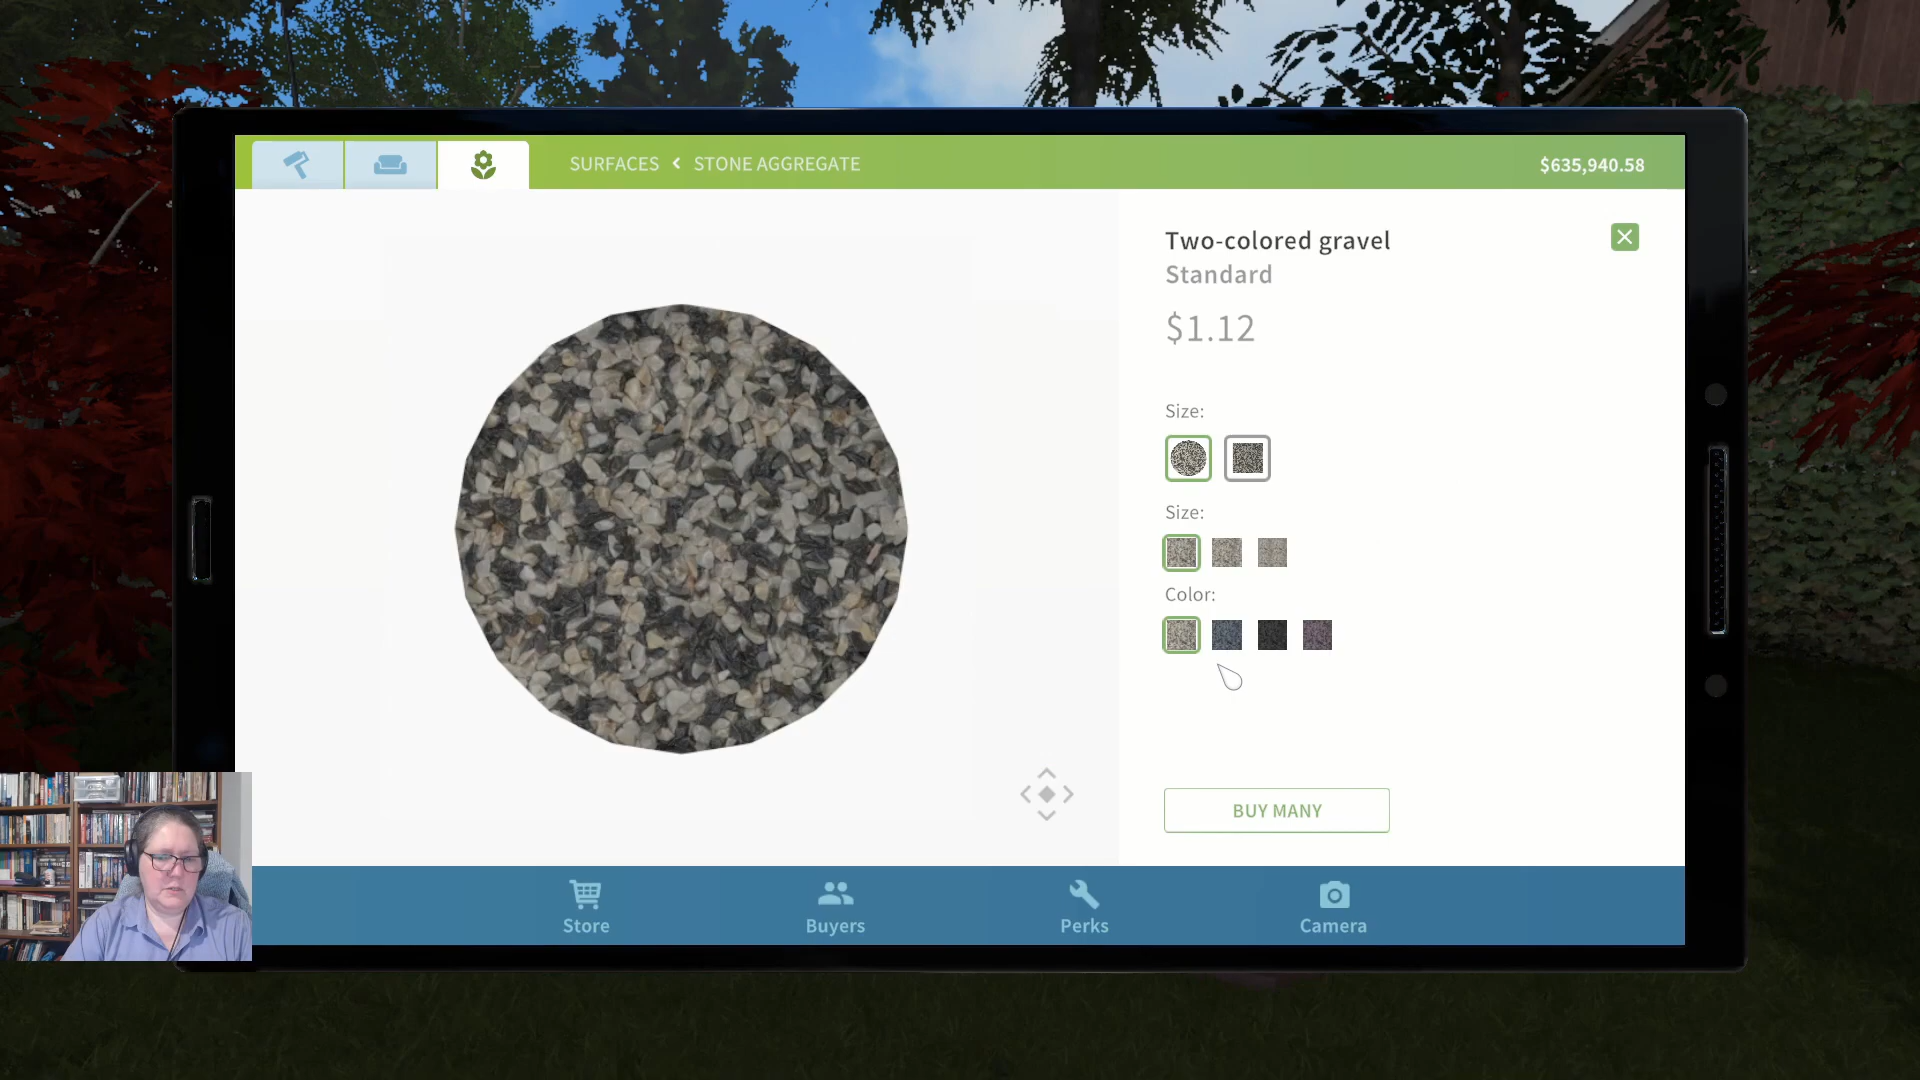 SURFACES < STONE AGGREGATE
$635,940.58
Two-colored gravel
Standard
$1.12
Size:
Size:
Color:
BUY MANY
Store
Buyers
Perks
Camera